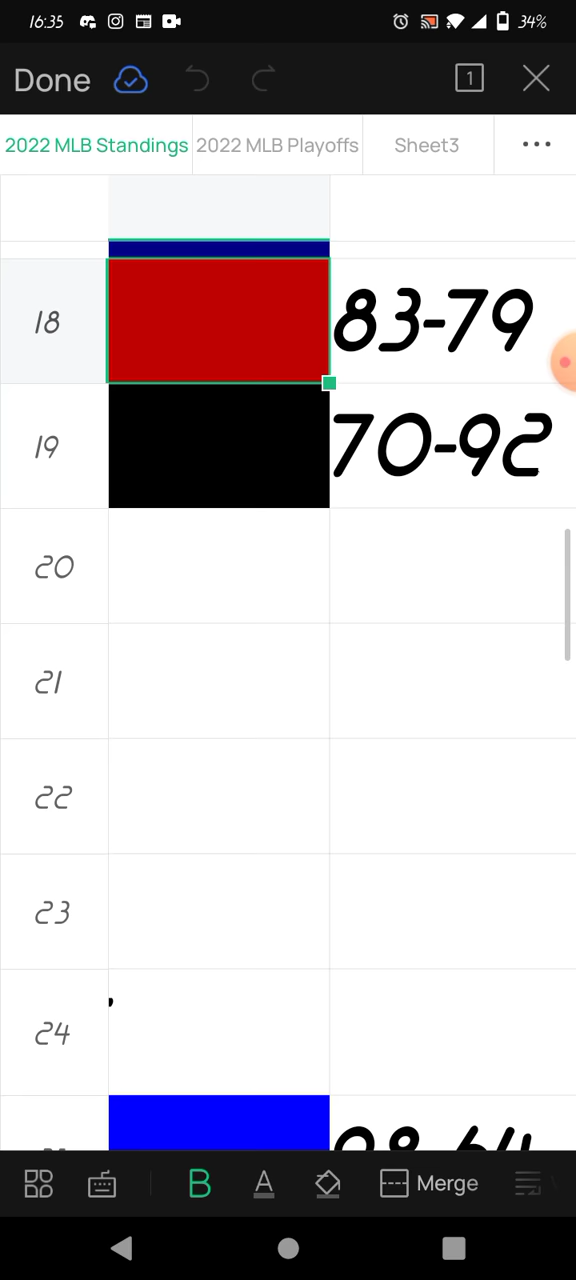 16:35 34%
Done 1
2022 MLB Standings 2022 MLB Playoffs Sheet3
18 83-79
19 70-92
20
21
22
23
24
B A Merge